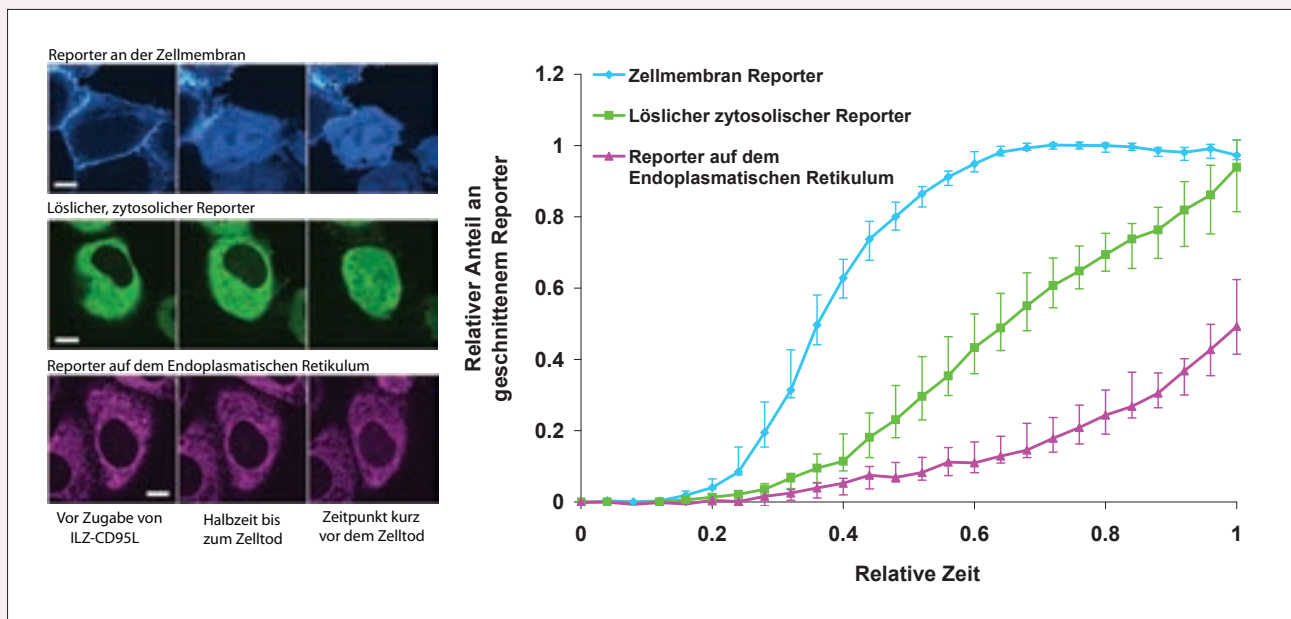 Reporter an der Zellmembran
Löslicher, zytosolicher Reporter
Reporter auf dem Endoplasmatischen Retikulum
Vor Zugabe von
ILZ-CD95L
Halbzeit bis
zum Zelltod
Zeitpunkt kurz
vor dem Zelltod
Relativer Anteil an
geschnittenem Reporter
1.2
1
0.8
0.6
0.4
0.2
0
Zellmembran Reporter
Löslicher zytosolischer Reporter
Reporter auf dem
Endoplasmatischen Retikulum
0
0.2
0.4
0.6
0.8
1
Relative Zeit